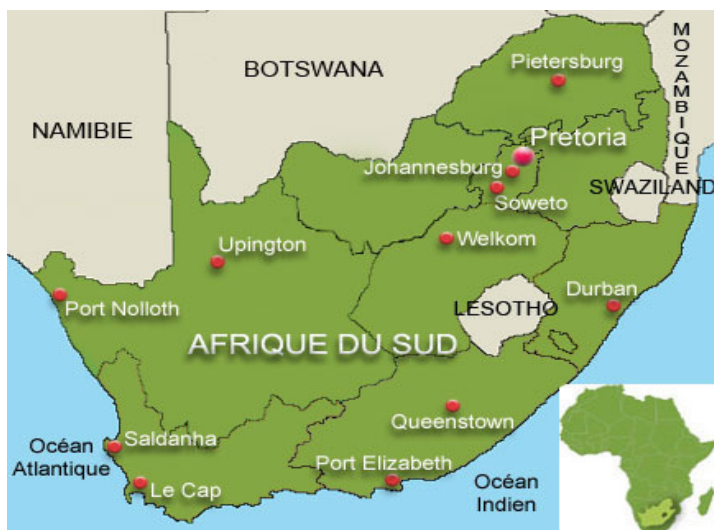 MOZAMBIQUE
BOTSWANA
Pietersburg
NAMIBIE
Pretoria
Johannesburg
SWAZILAND
Soweto
Upington
Welkom
Port Nolloth
LESOTHO
Durban
AFRIQUE DU SUD
Queenstown
Océan
Atlantique
Saldanha
Port Elizabeth
Le Cap
Océan
Indien